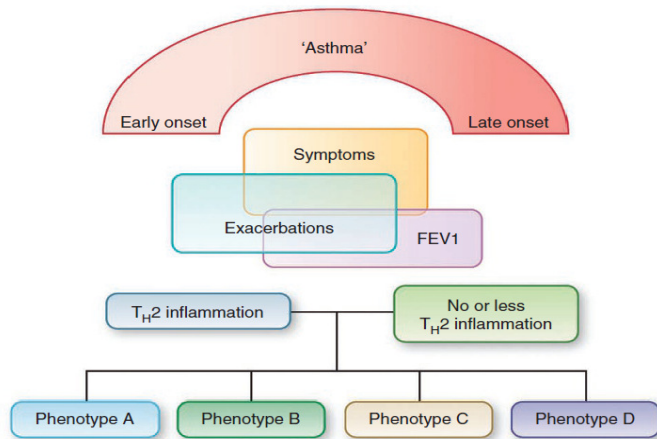 ‘Asthma’
Early onset
Late onset
Symptoms
Exacerbations
FEV1
TH2 inflammation
No or less
TH2 inflammation
Phenotype A
Phenotype B
Phenotype C
Phenotype D